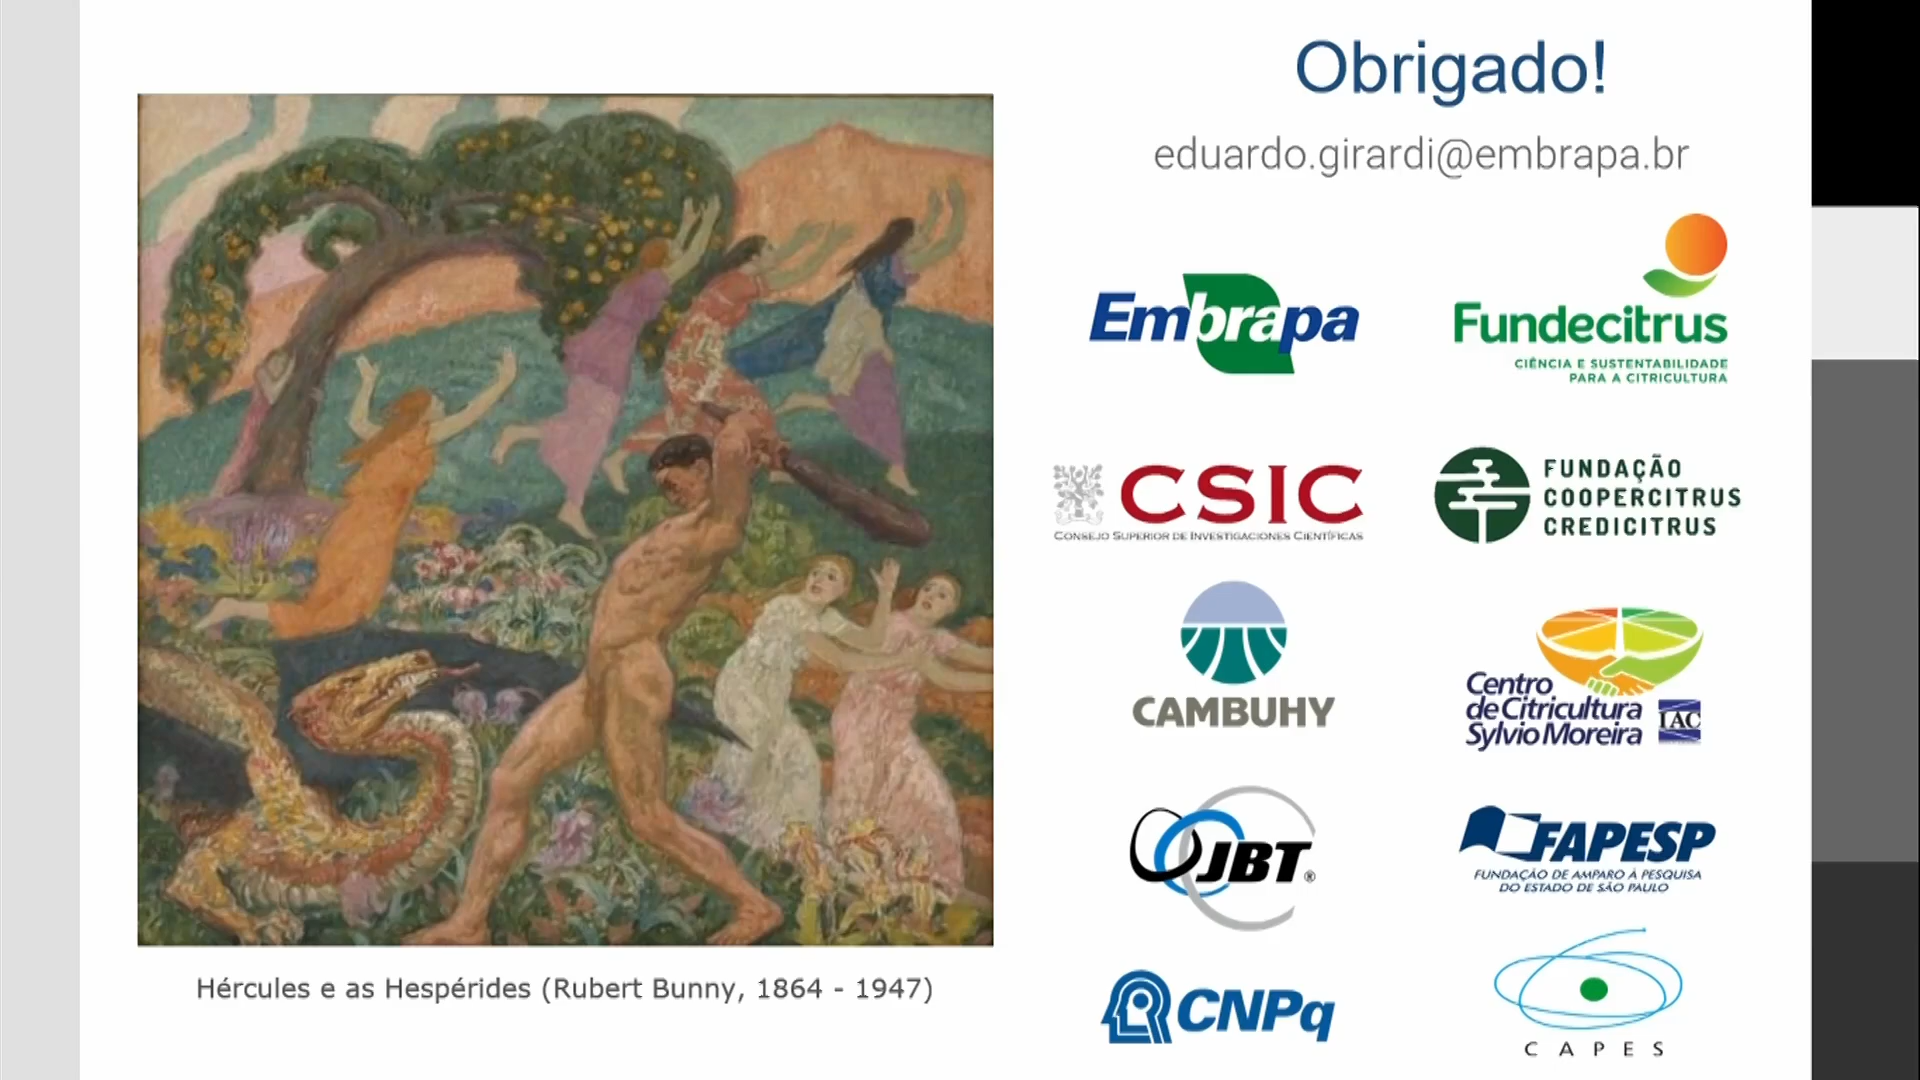 Obrigado!
eduardo.girardi@embrapa.br
Embrapa
Fundecitrus
CIÊNCIA E SUSTENTABILIDADE
PARA A CITRICULTURA
CSIC
CONSEJO SUPERIOR DE INVESTIGACIONES CIENTÍFICAS
FUNDAÇÃO
COOPERCITRUS
CREDICITRUS
CAMBUHY
Centro
de Citricultura
Sylvio Moreira
IAC
JBT®
FAPESP
FUNDAÇÃO DE AMPARO À PESQUISA
DO ESTADO DE SÃO PAULO
CNPq
CAPES
Hércules e as Hespérides (Rubert Bunny, 1864 - 1947)